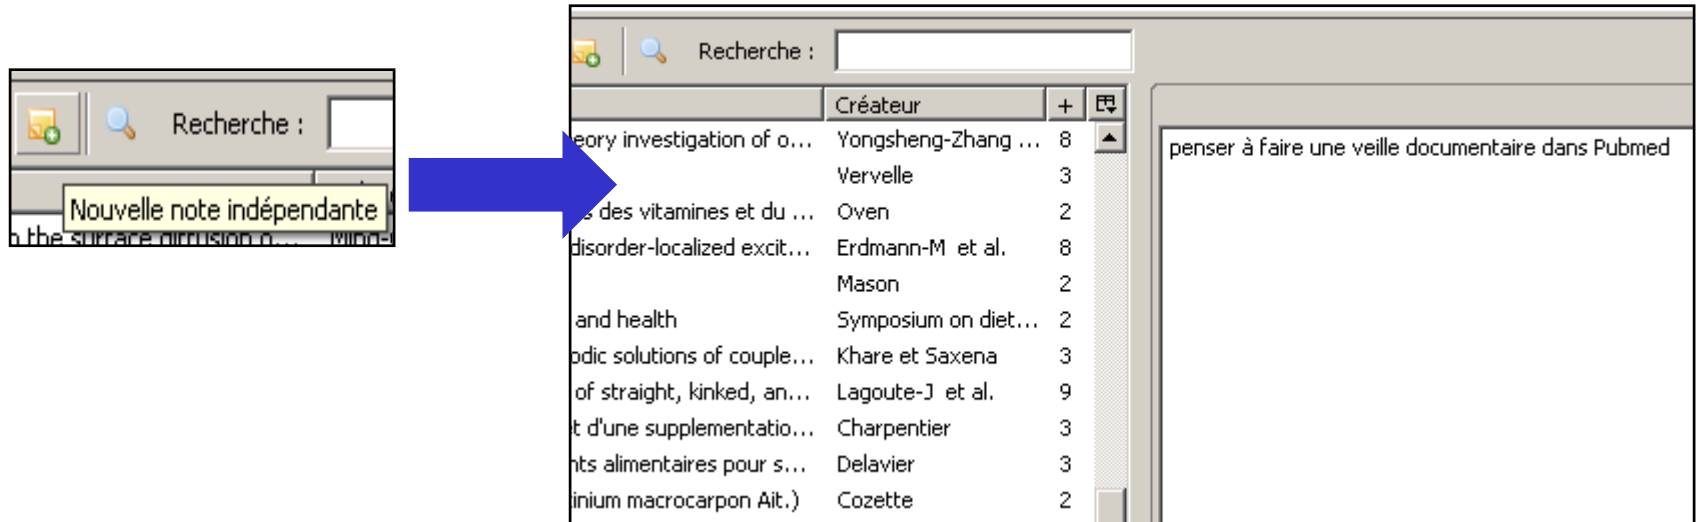 Recherche :
Nouvelle note indépendante
Recherche :
Créateur +
eory investigation of o... Yongsheng-Zhang ... 8
Vervelle 3
s des vitamines et du ... Oven 2
disorder-localized excit... Erdmann-M et al. 8
Mason 2
and health Symposium on diet... 2
odic solutions of couple... Khare et Saxena 3
of straight, kinked, an... Lagoute-J et al. 9
t d'une supplementatio... Charpentier 3
nts alimentaires pour s... Delavier 3
inium macrocarpon Ait.) Cozette 2
penser à faire une veille documentaire dans Pubmed